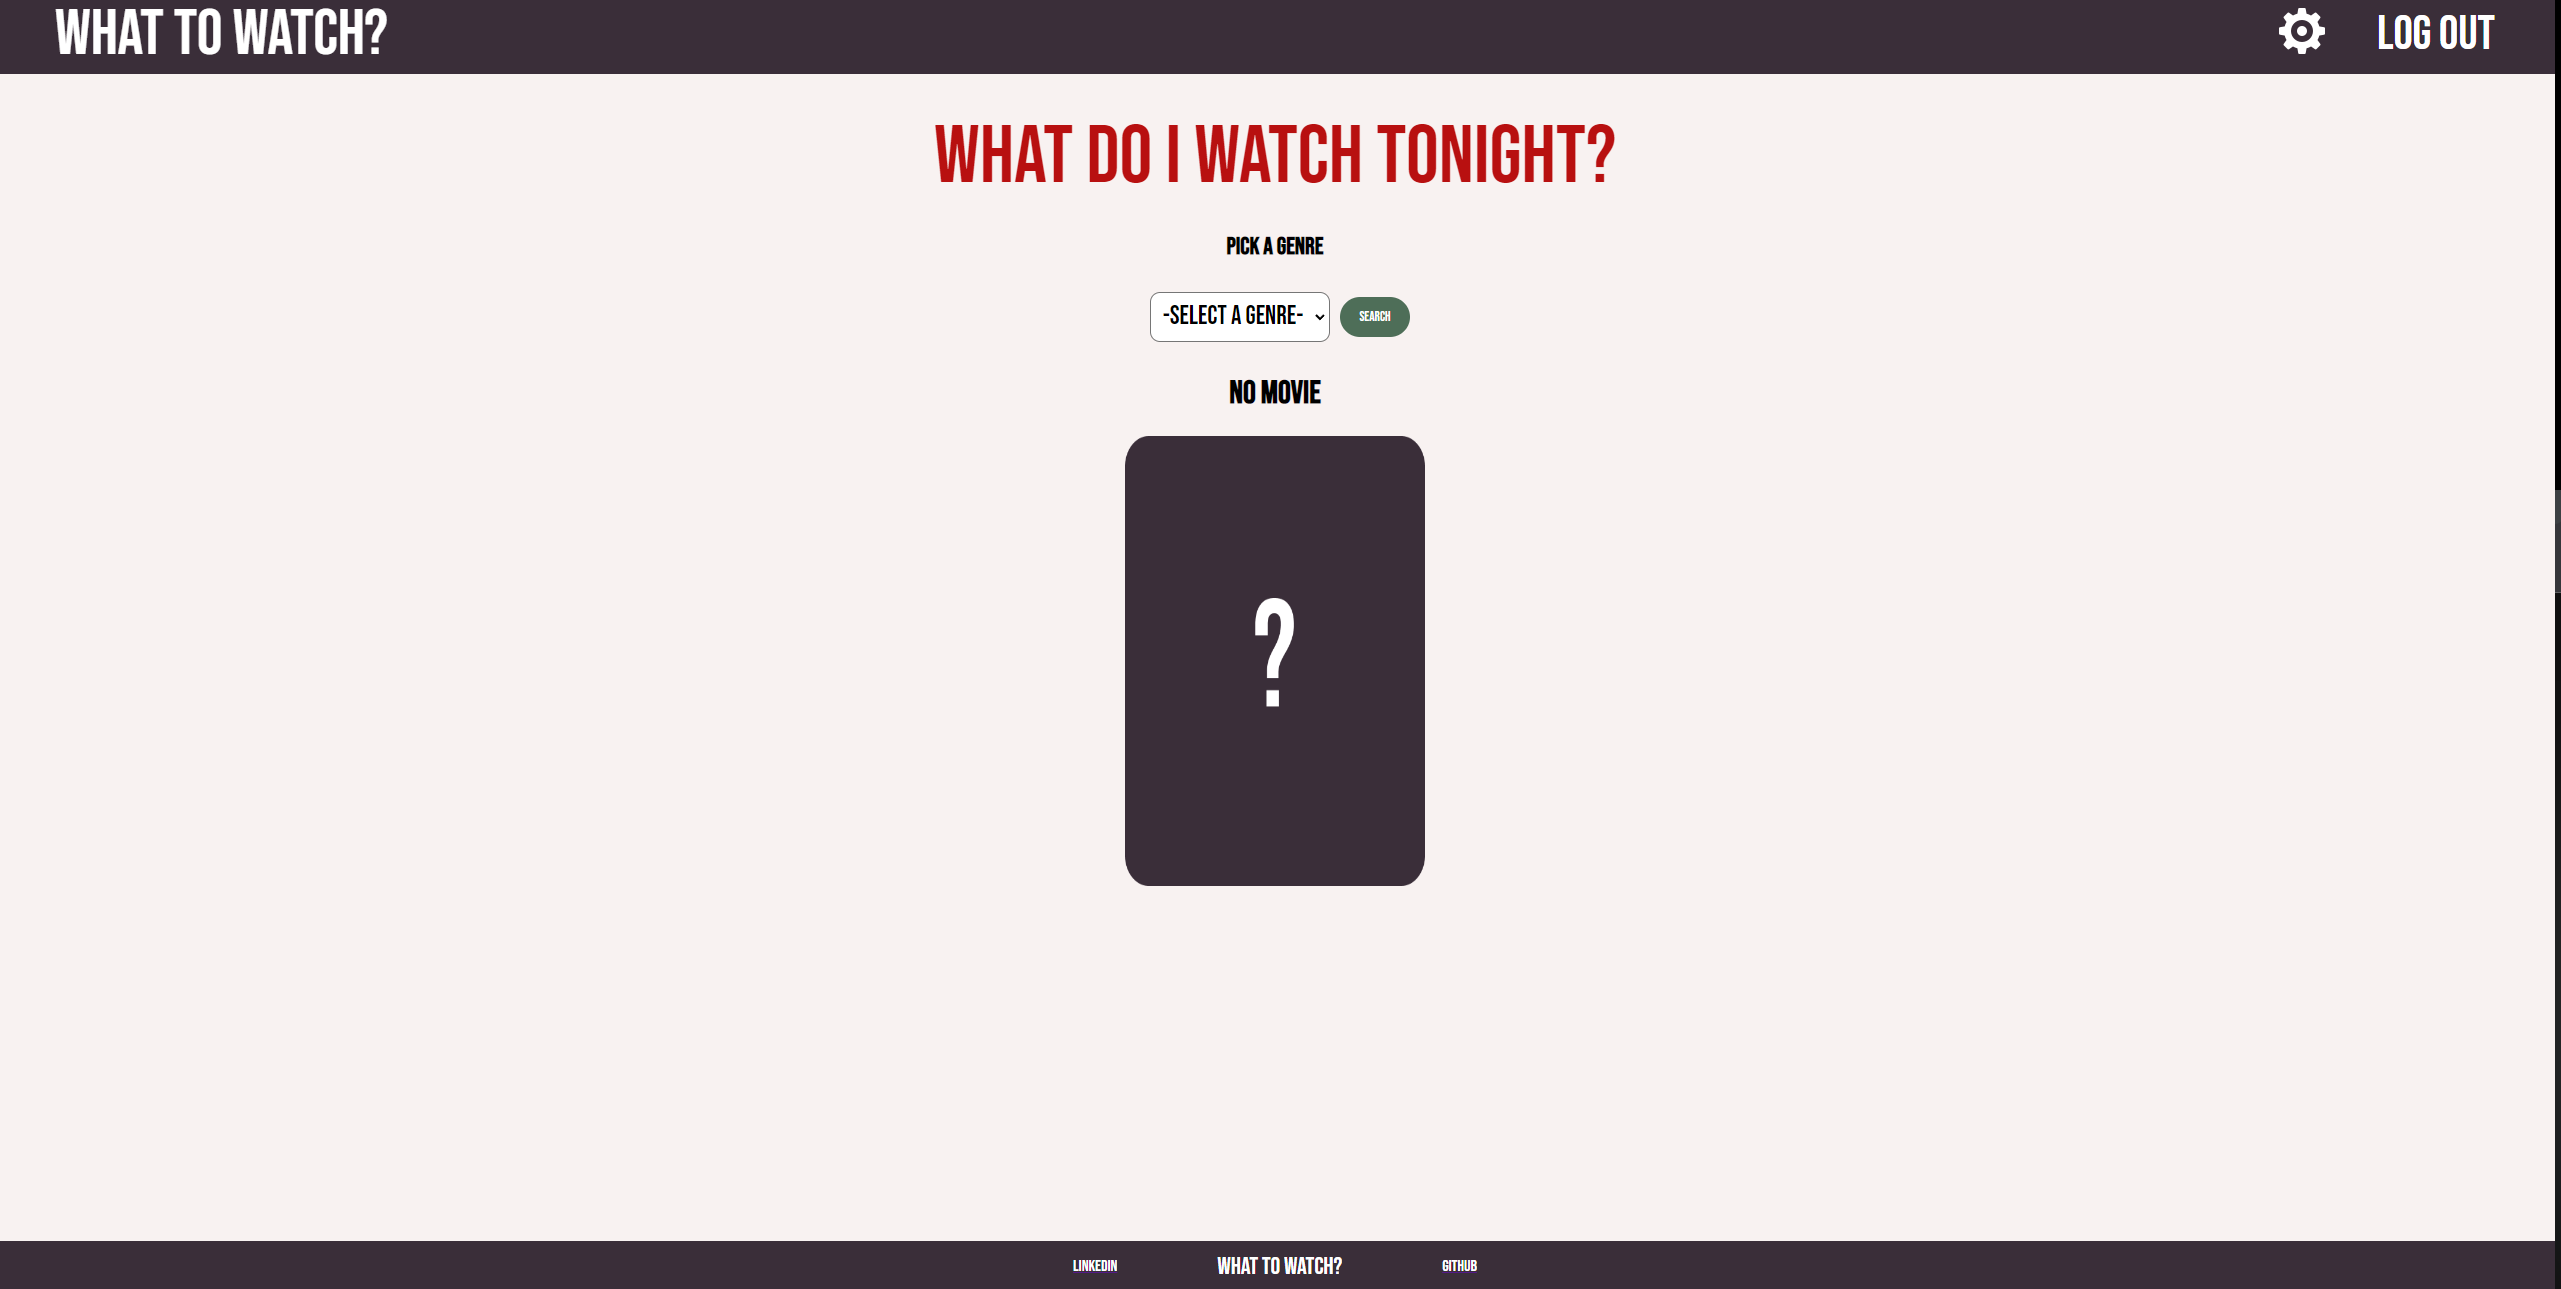 WHAT TO WATCH?
LOG OUT
WHAT DO I WATCH TONIGHT?
PICK A GENRE
-SELECT A GENRE-
SEARCH
NO MOVIE
?
LINKEDIN
WHAT TO WATCH?
GITHUB